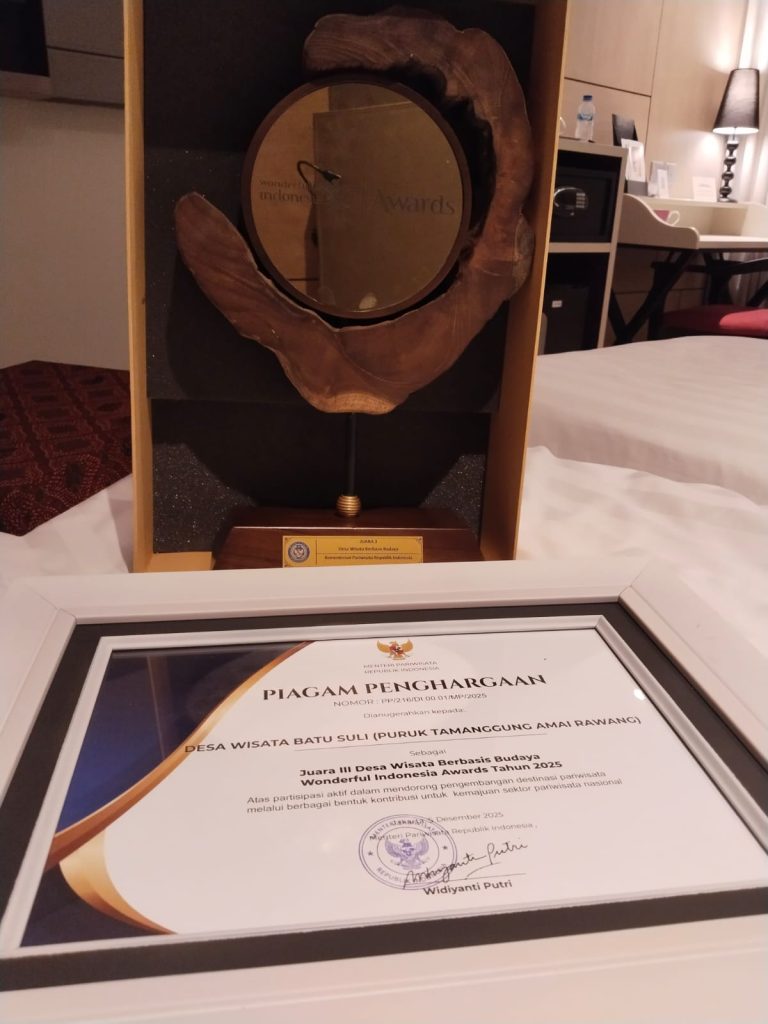 wonderful
indonesia Awards
JUARA 3
Desa Wisata Berbasis Budaya
Kementerian Pariwisata Republik Indonesia
MENTERI PARIWISATA
REPUBLIK INDONESIA
PIAGAM PENGHARGAAN
NOMOR : PP/216/DI.00.01/MP/2025
Dianugerahkan kepada:
DESA WISATA BATU SULI (PURUK TAMANGGUNG AMAI RAWANG)
Sebagai
Juara III Desa Wisata Berbasis Budaya
Wonderful Indonesia Awards Tahun 2025
Atas partisipasi aktif dalam mendorong pengembangan destinasi pariwisata
melalui berbagai bentuk kontribusi untuk kemajuan sektor pariwisata nasional
Jakarta, Desember 2025
Menteri Pariwisata Republik Indonesia,
Widiyanti Putri